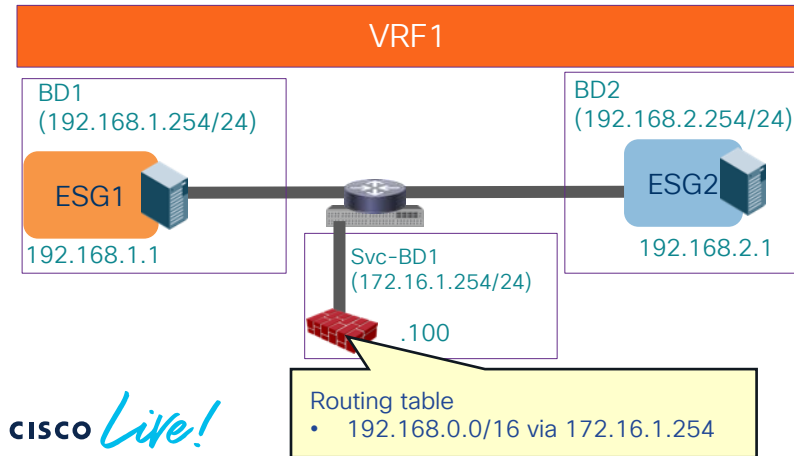 VRF1
BD1
(192.168.1.254/24)
ESG1
192.168.1.1
BD2
(192.168.2.254/24)
ESG2
192.168.2.1
Svc-BD1
(172.16.1.254/24)
.100
Routing table
• 192.168.0.0/16 via 172.16.1.254
CISCO Live!